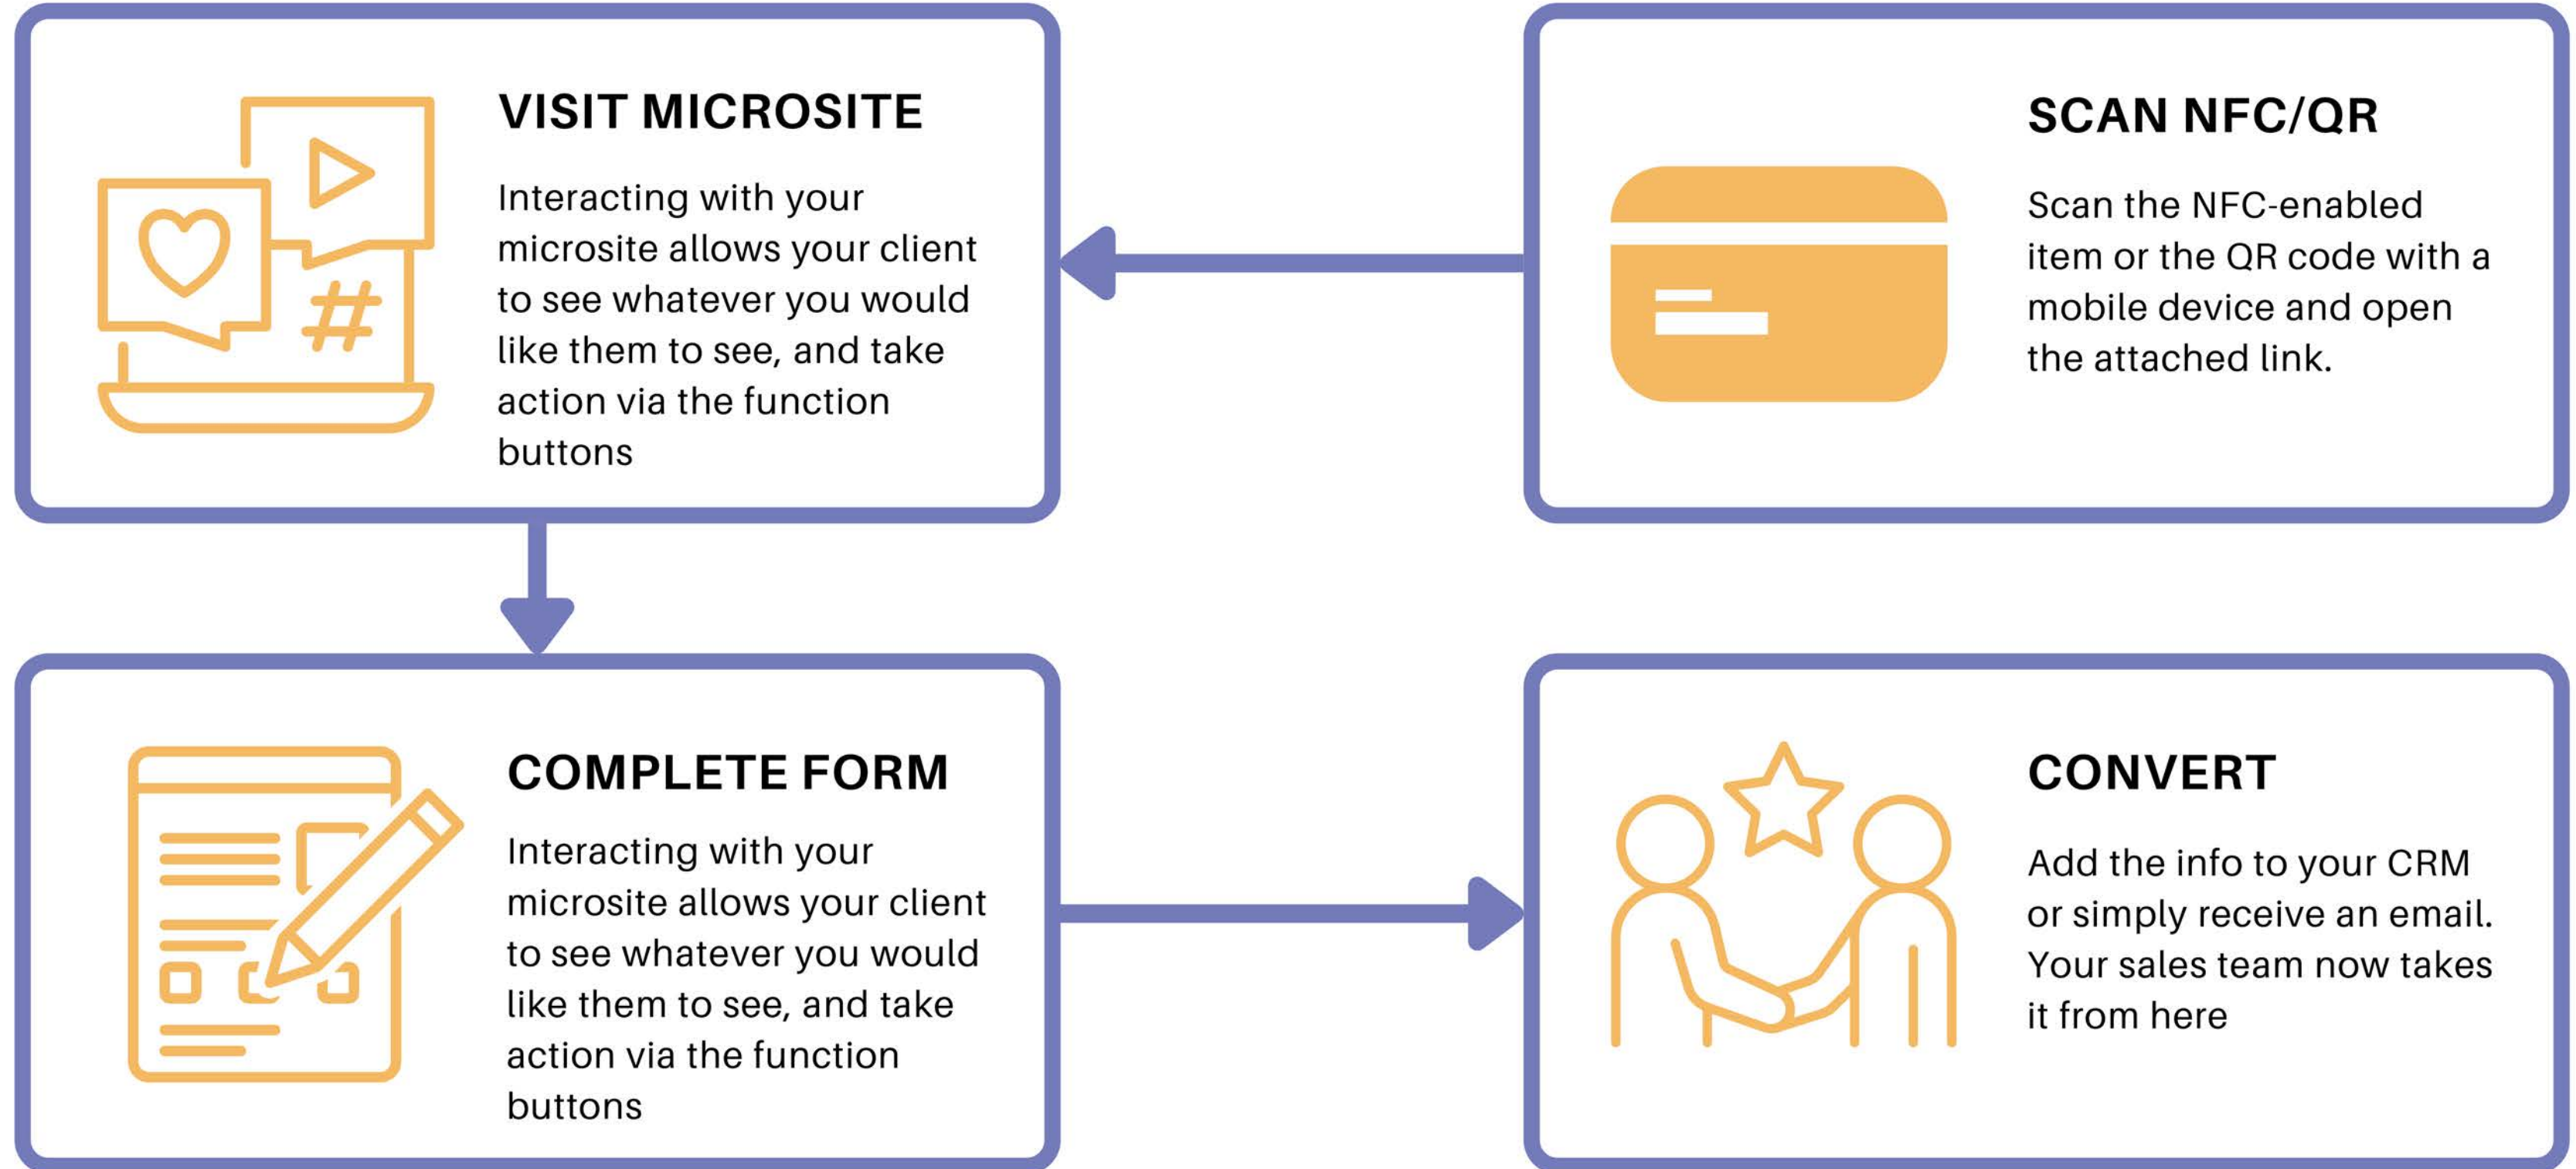 VISIT MICROSITE
Interacting with your
microsite allows your client
to see whatever you would
like them to see, and take
action via the function
buttons
SCAN NFC/QR
Scan the NFC-enabled
item or the QR code with a
mobile device and open
the attached link.
COMPLETE FORM
Interacting with your
microsite allows your client
to see whatever you would
like them to see, and take
action via the function
buttons
CONVERT
Add the info to your CRM
or simply receive an email.
Your sales team now takes
it from here